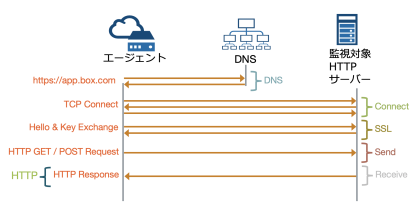 エージェント
DNS
監視対象
HTTP
サーバー
https://app.box.com
DNS
TCP Connect
Connect
Hello & Key Exchange
SSL
HTTP GET / POST Request
Send
HTTP
HTTP Response
Receive